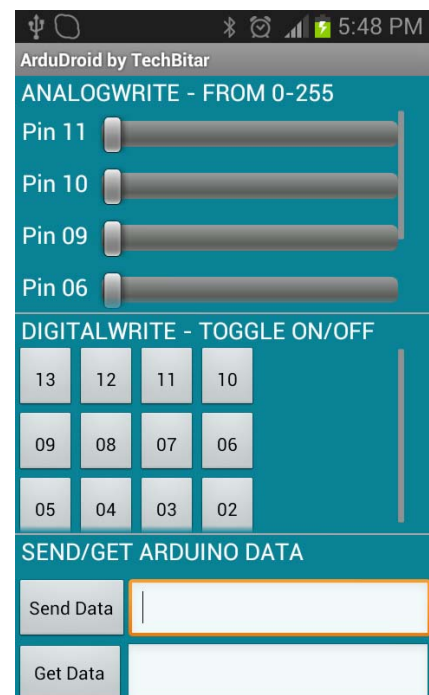 5:48 PM
ArduDroid by TechBitar
ANALOGWRITE - FROM 0-255
Pin 11
Pin 10
Pin 09
Pin 06
DIGITALWRITE - TOGGLE ON/OFF
13 12 11 10
09 08 07 06
05 04 03 02
SEND/GET ARDUINO DATA
Send Data
Get Data